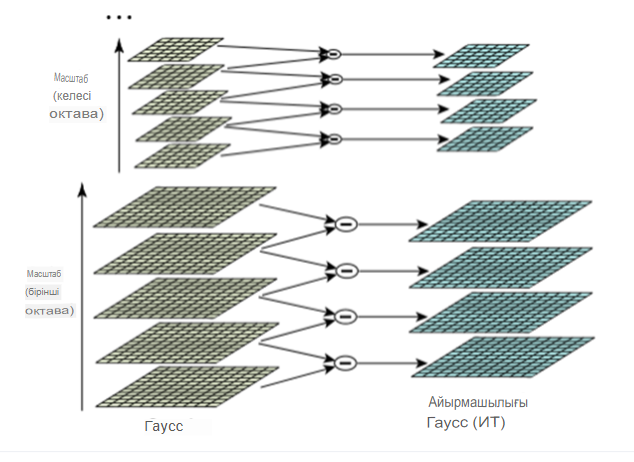 ...
Масштаб
(келесі
октава)
Масштаб
(бірінші
октава)
Гаусс
Айырмашылығы
Гаусс (ИТ)